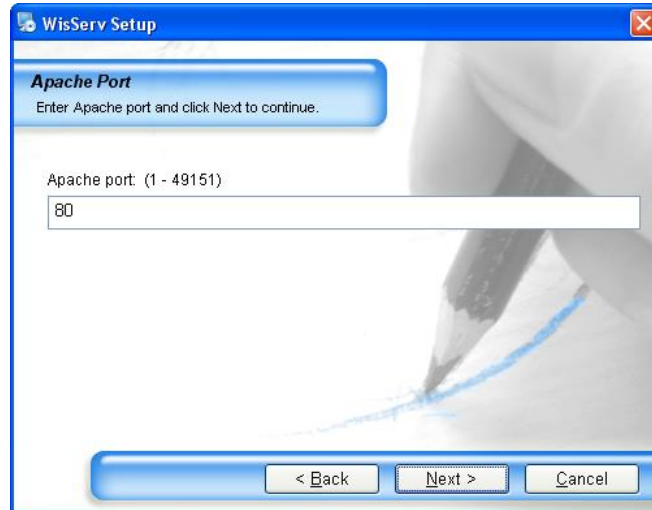 WisServ Setup
Apache Port
Enter Apache port and click Next to continue.
Apache port: (1 - 49151)
80
< Back
Next >
Cancel